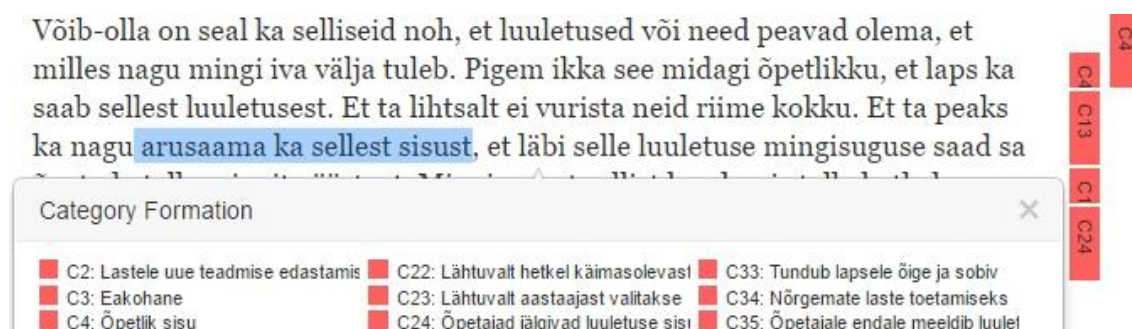 Võib-olla on seal ka selliseid noh, et luuletused või need peavad olema, et
milles nagu mingi iva välja tuleb. Pigem ikka see midagi õpetlikku, et laps ka
saab sellest luuletusest. Et ta lihtsalt ei vurista neid riime kokku. Et ta peaks
ka nagu arusaama ka sellest sisust, et läbi selle luuletuse mingisuguse saad sa
Category Formation ×
C2: Lastele uue teadmise edastamis C22: Lähtuvalt hetkel käimasolevast C33: Tundub lapsele õige ja sobiv
C3: Eakohane C23: Lähtuvalt aastaajast valitakse C34: Nõrgemate laste toetamiseks
C4: Õpetlik sisu C24: Õpetajad jälgivad luuletuse sisu C35: Õpetajale endale meeldib luulet
C4
C4
C13
C1
C24